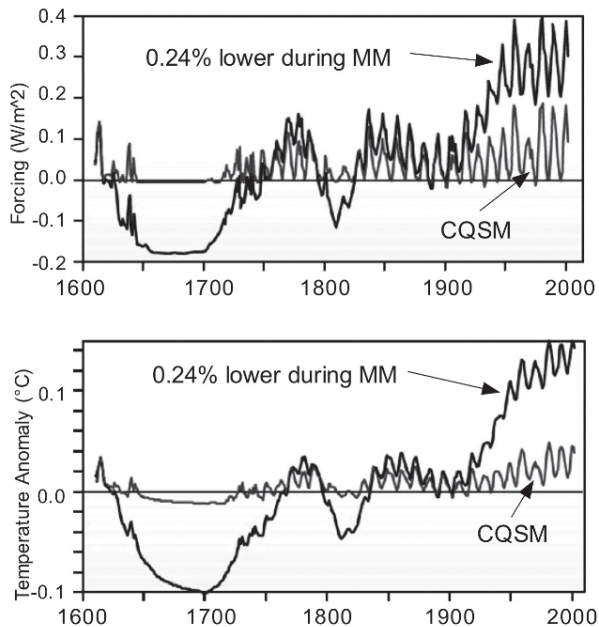 0.4
0.24% lower during MM
0.3
0.2
Forcing (W/m^2)
0.1
0.0
-0.1
CQSM
-0.2
1600 1700 1800 1900 2000
0.24% lower during MM
0.1
Temperature Anomaly (°C)
0.0
CQSM
-0.1
1600 1700 1800 1900 2000